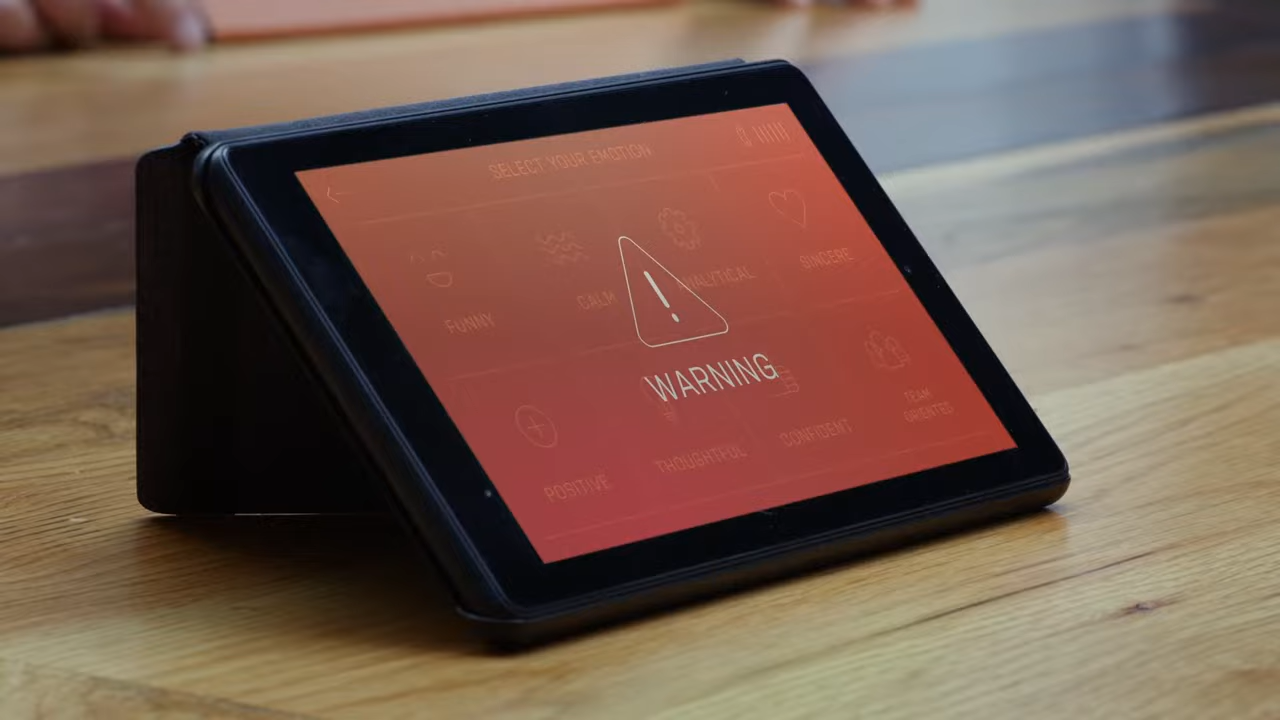 SELECT YOUR EMOTION
FUNNY
CALM
ANALYTICAL
SINCERE
WARNING
POSITIVE
THOUGHTFUL
CONFIDENT
TEAM
ORIENTED